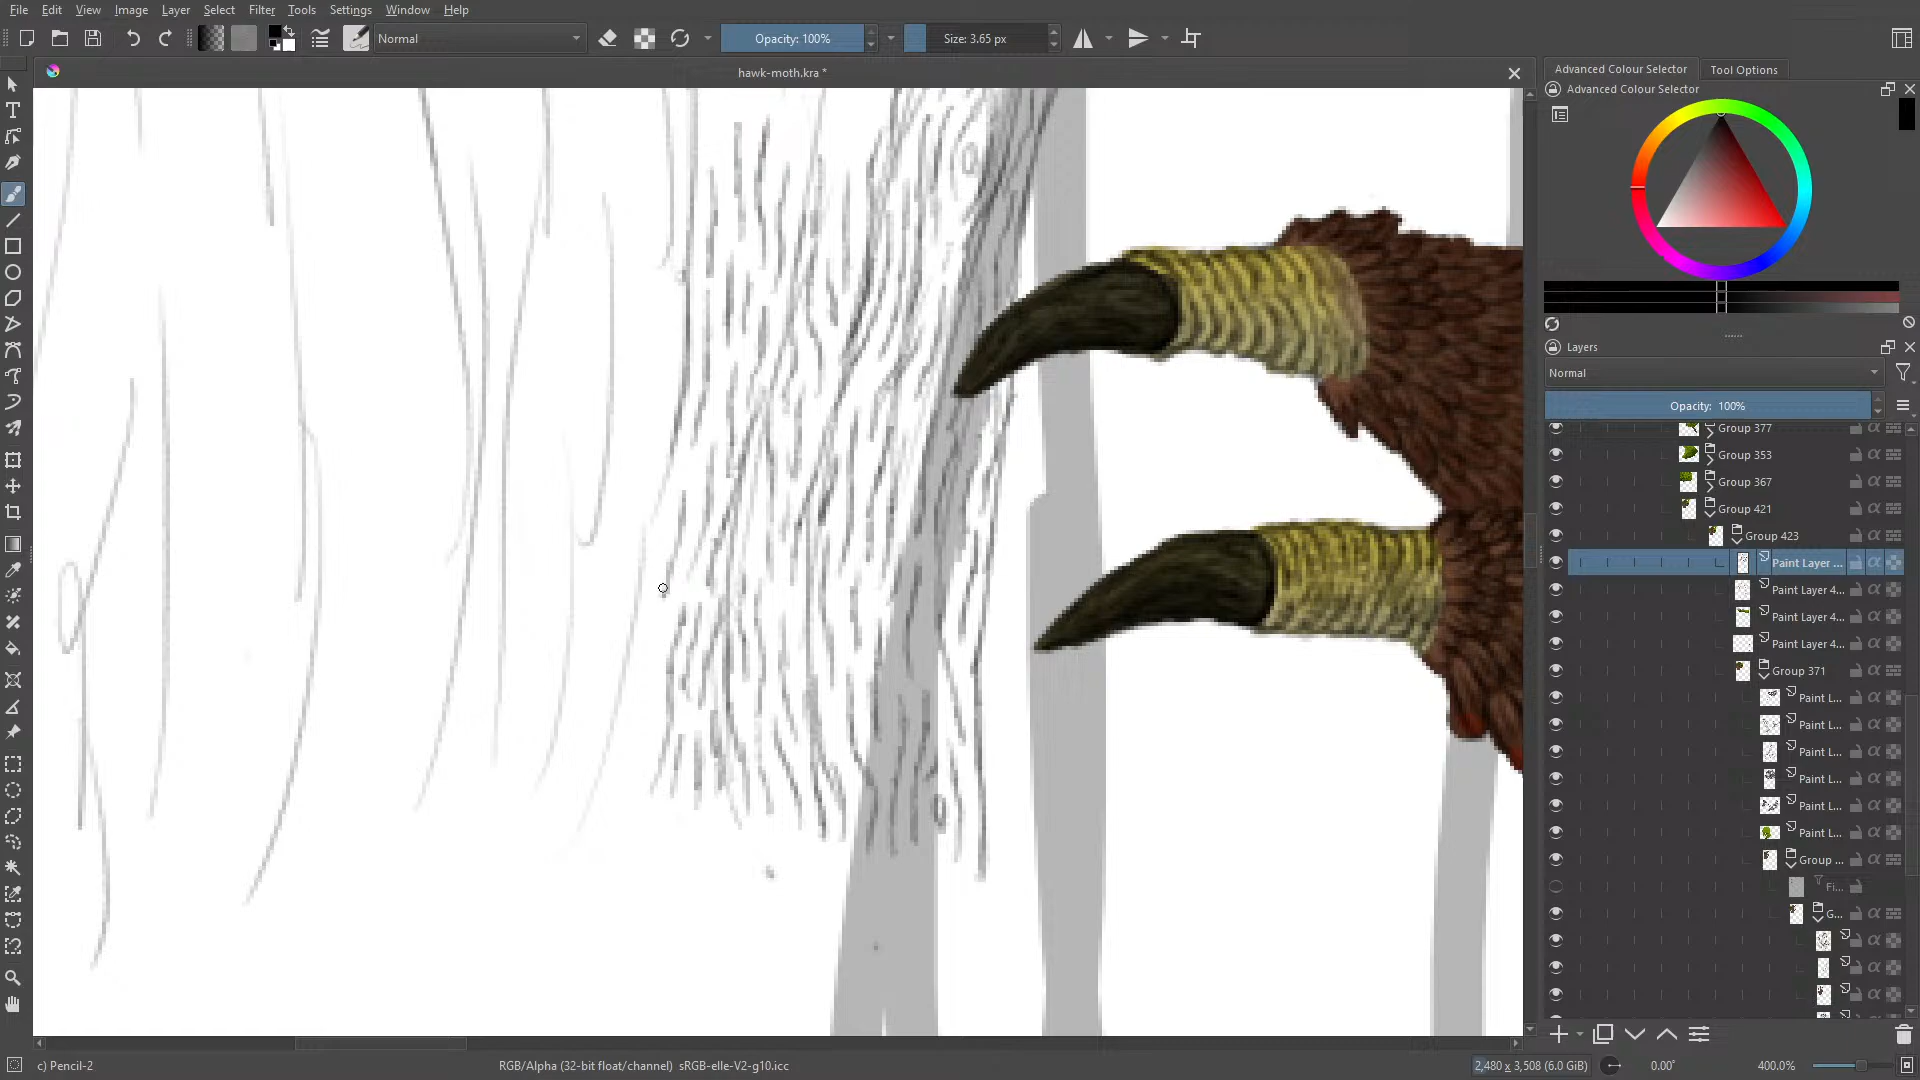 File Edit View Image Layer Select Filter Tools Settings Window Help
Normal
Opacity: 100%
Size: 3.65 px
hawk-moth.kra *
Advanced Colour Selector
Tool Options
Advanced Colour Selector
Layers
Normal
Opacity: 100%
Group 377
Group 353
Group 367
Group 421
Group 423
Paint Layer ...
Paint Layer 4...
Paint Layer 4...
Paint Layer 4...
Group 371
Paint L...
Paint L...
Paint L...
Paint L...
Paint L...
Paint L...
Group ...
Fi...
G...
c) Pencil-2
RGB/Alpha (32-bit float/channel) sRGB-elle-V2-g10.icc
2,480 x 3,508 (6.0 GiB)
0.00°
400.0%